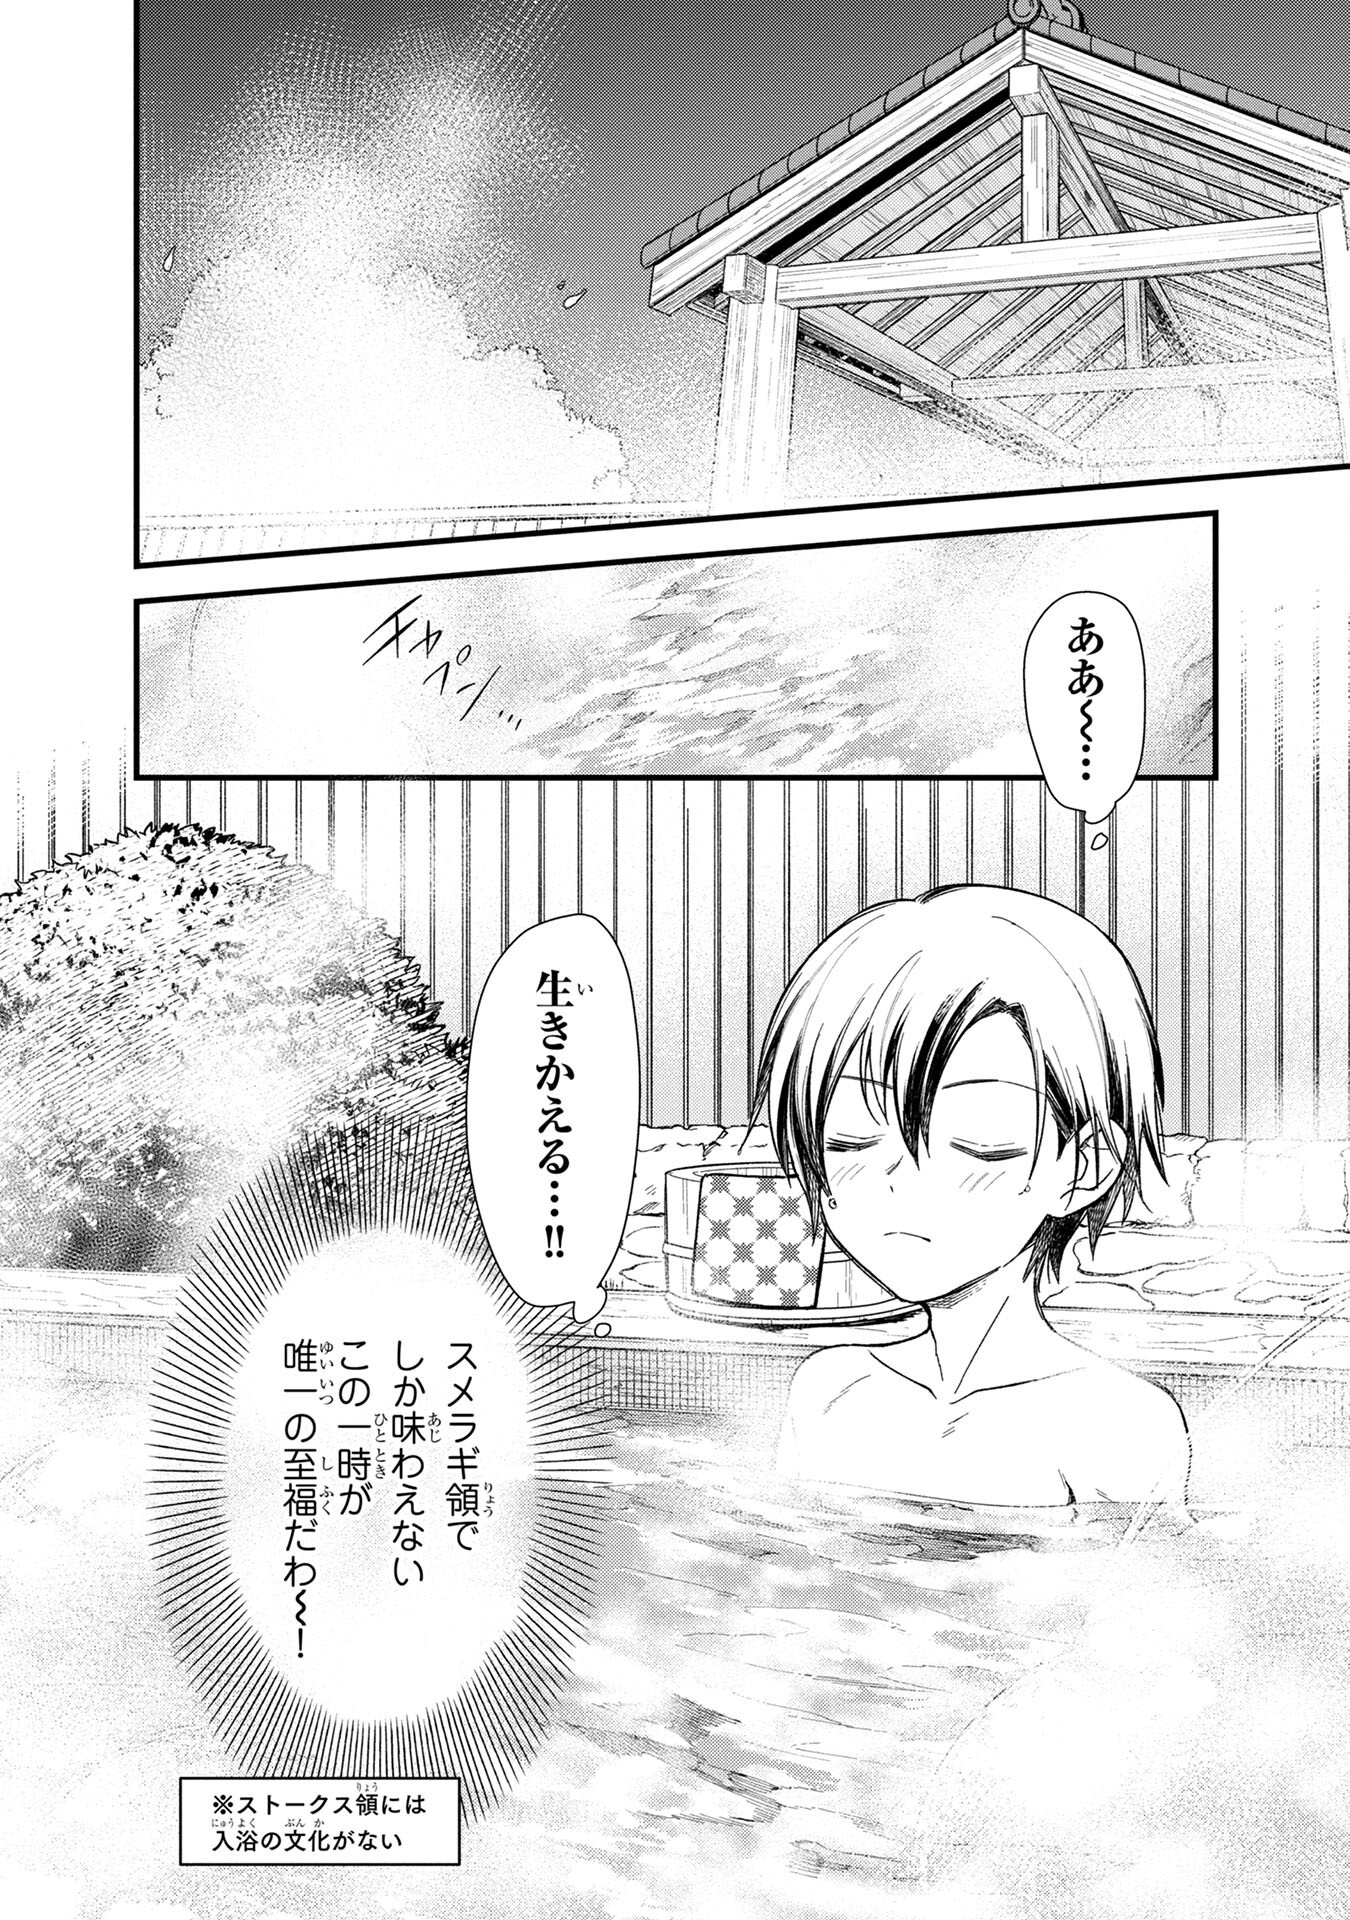 ああ〜…
チャペン…
生きかえる…!!
スメラギ領で
しか味わえない
この一時が
唯一の至福だわ〜！
※ストークス領には
入浴の文化がない